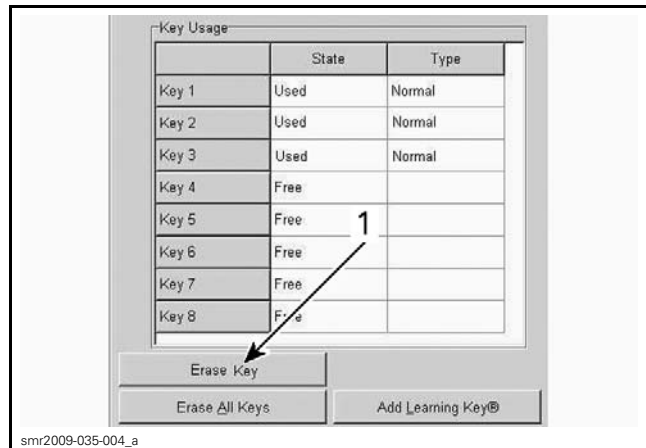 Key Usage
State Type
Key 1 Used Normal
Key 2 Used Normal
Key 3 Used Normal
Key 4 Free
Key 5 Free
1
Key 6 Free
Key 7 Free
Key 8 Free
Erase Key
Erase All Keys Add Learning Key®
smr2009-035-004_a